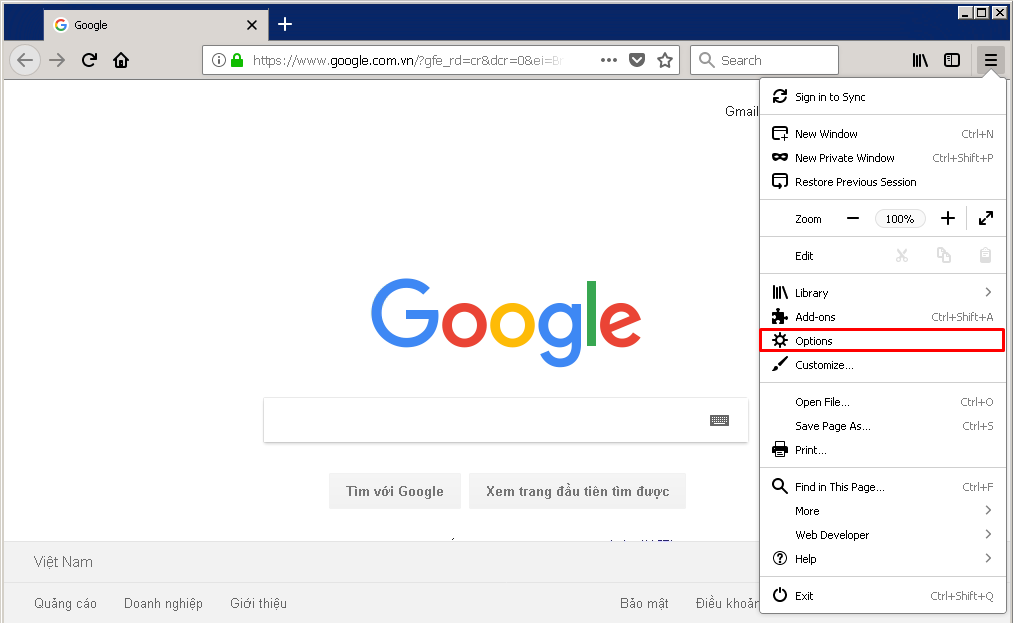 Google
https://www.google.com.vn/?gfe_rd=cr&dcr=0&ei=
Search
Gmail
Sign in to Sync
New Window Ctrl+N
New Private Window Ctrl+Shift+P
Restore Previous Session
Zoom 100%
Edit
Library
Add-ons Ctrl+Shift+A
Options
Customize...
Open File... Ctrl+O
Save Page As... Ctrl+S
Print...
Find in This Page... Ctrl+F
More
Web Developer
Help
Exit Ctrl+Shift+Q
Google
Tìm với Google Xem trang đầu tiên tìm được
Việt Nam
Quảng cáo Doanh nghiệp Giới thiệu Bảo mật Điều khoản